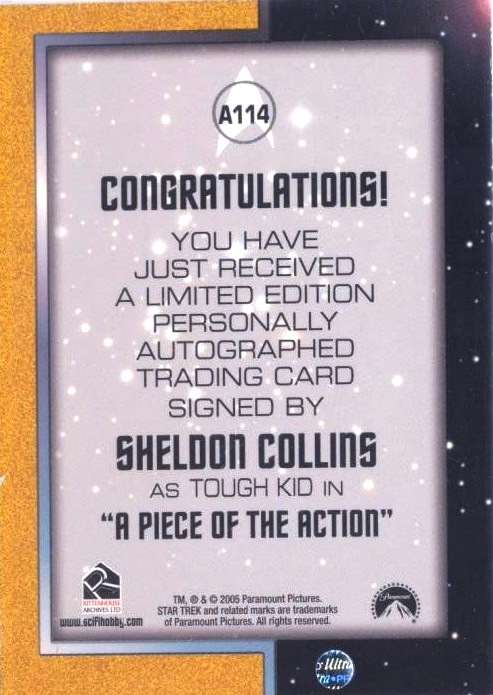 A114
CONGRATULATIONS!
YOU HAVE
JUST RECEIVED
A LIMITED EDITION
PERSONALLY
AUTOGRAPHED
TRADING CARD
SIGNED BY
SHELDON COLLINS
AS TOUGH KID IN
"A PIECE OF THE ACTION"
RITTENHOUSE
ARCHIVES LTD
www.scifihobby.com
TM, ® & © 2005 Paramount Pictures.
STAR TREK and related marks are trademarks
of Paramount Pictures. All rights reserved.
Paramount
Ultra
PR